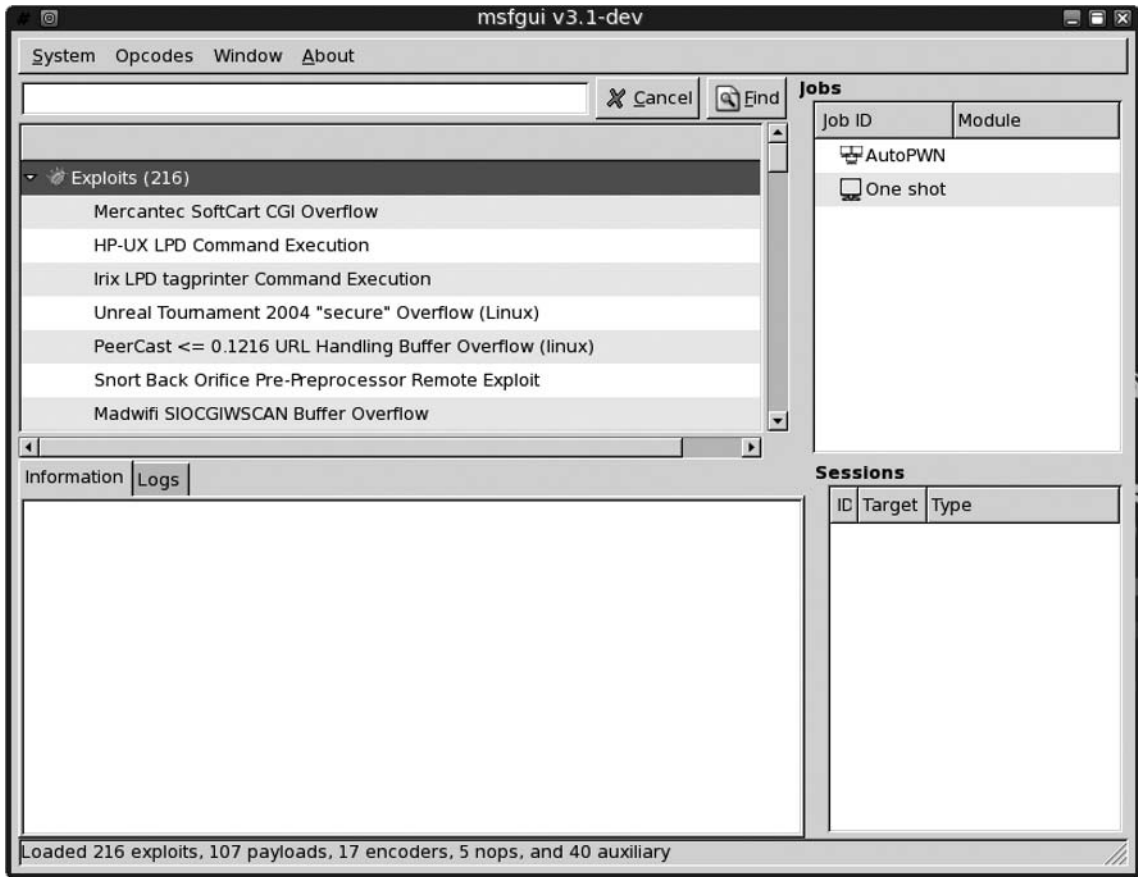 msfgui v3.1-dev
System Opcodes Window About
Cancel Find
Exploits (216)
Mercantec SoftCart CGI Overflow
HP-UX LPD Command Execution
Irix LPD tagprinter Command Execution
Unreal Tournament 2004 "secure" Overflow (Linux)
PeerCast <= 0.1216 URL Handling Buffer Overflow (linux)
Snort Back Orifice Pre-Preprocessor Remote Exploit
Madwifi SIOCGIWSCAN Buffer Overflow
Information Logs
Jobs
Job ID Module
AutoPWN
One shot
Sessions
ID Target Type
Loaded 216 exploits, 107 payloads, 17 encoders, 5 nops, and 40 auxiliary